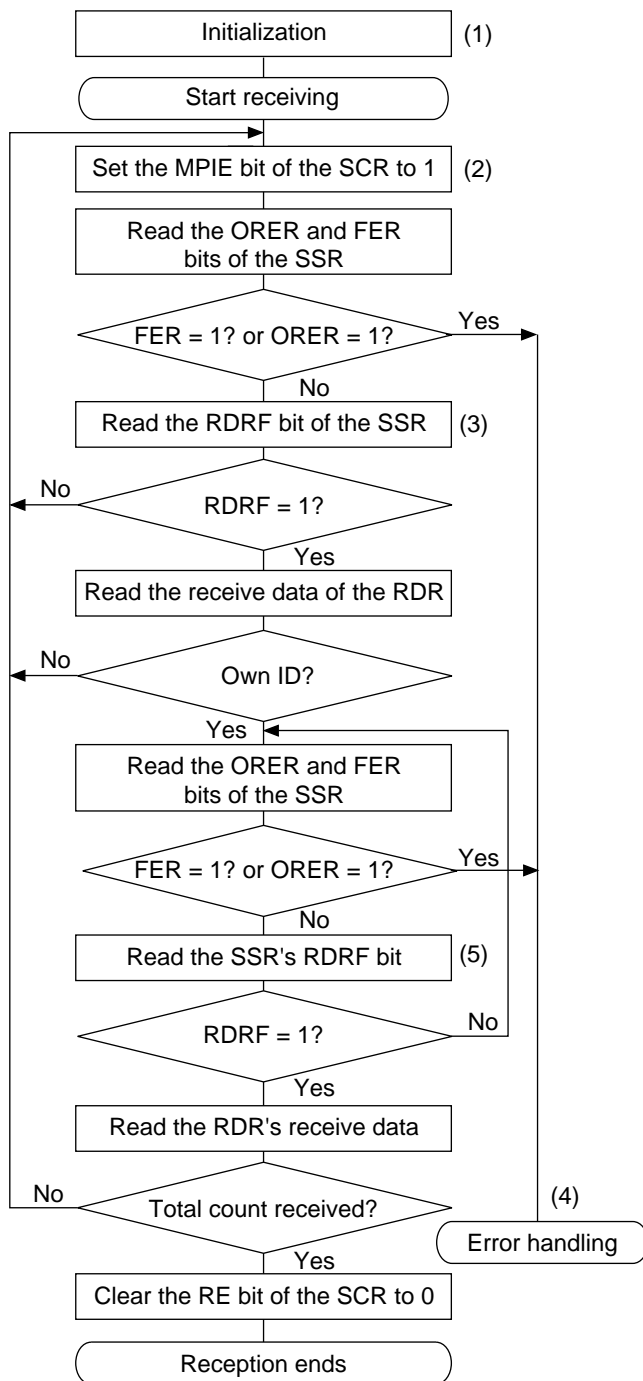 Initialization
(1)
Start receiving
Set the MPIE bit of the SCR to 1
(2)
Read the ORER and FER
bits of the SSR
FER = 1? or ORER = 1?
Yes
No
Read the RDRF bit of the SSR
(3)
No
RDRF = 1?
Yes
Read the receive data of the RDR
No
Own ID?
Yes
Read the ORER and FER
bits of the SSR
FER = 1? or ORER = 1?
Yes
No
Read the SSR's RDRF bit
(5)
RDRF = 1?
No
Yes
Read the RDR's receive data
No
Total count received?
(4)
Error handling
Yes
Clear the RE bit of the SCR to 0
Reception ends